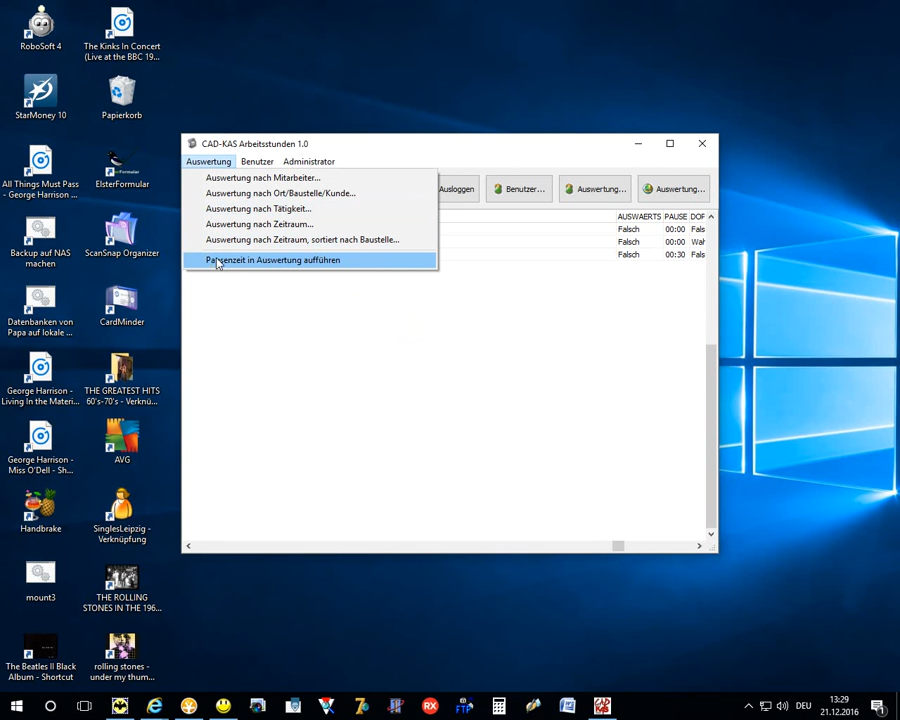 RoboSoft 4
The Kinks In Concert
(Live at the BBC 19...
StarMoney 10
Papierkorb
All Things Must
Pass - George
Harrison ...
ElsterFormular
Backup auf NAS
machen
ScanSnap Organizer
Datenbanken von
Papa auf lokale ...
CardMinder
George Harrison -
Living In the Materi...
THE GREATEST HITS
60's-70's - Verknü...
George Harrison -
Miss O'Dell - Sh...
AVG
Handbrake
SinglesLeipzig -
Verknüpfung
mount3
THE ROLLING
STONES IN THE 196...
The Beatles II Black
Album - Shortcut
rolling stones -
under my thum...
CAD-KAS Arbeitsstunden 1.0
Auswertung Benutzer Administrator
Auswertung nach Mitarbeiter...
Auswertung nach Ort/Baustelle/Kunde...
Auswertung nach Tätigkeit...
Auswertung nach Zeitraum...
Auswertung nach Zeitraum, sortiert nach Baustelle...
Pausenzeit in Auswertung aufführen
Ausloggen Benutzer... Auswertung... Auswertung...
AUSWAERTS PAUSE DOF
Falsch 00:00 Fals
Falsch 00:00 Wah
Falsch 00:30 Fals
RX
FTP
CAD
KAS
DEU
13:29
21.12.2016
1